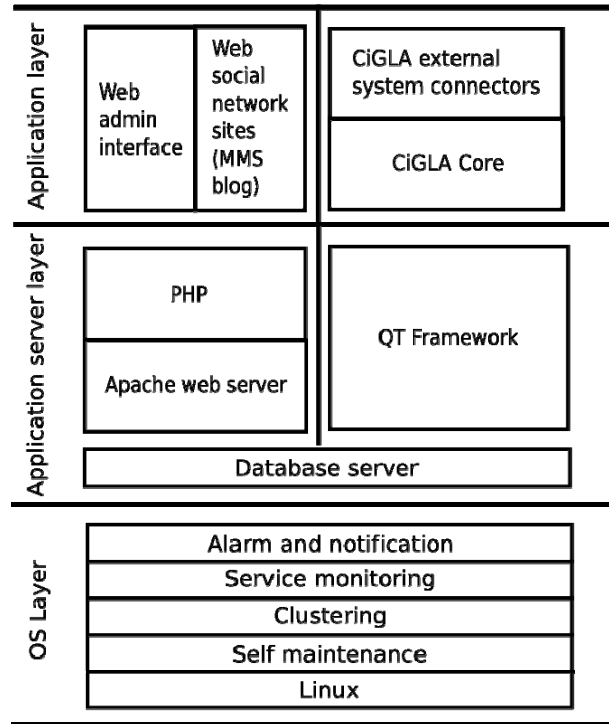 Application layer
Web
admin
interface
Web
social
network
sites
(MMS
blog)
CiGLA external
system connectors
CiGLA Core
Application server layer
PHP
Apache web server
QT Framework
Database server
OS Layer
Alarm and notification
Service monitoring
Clustering
Self maintenance
Linux